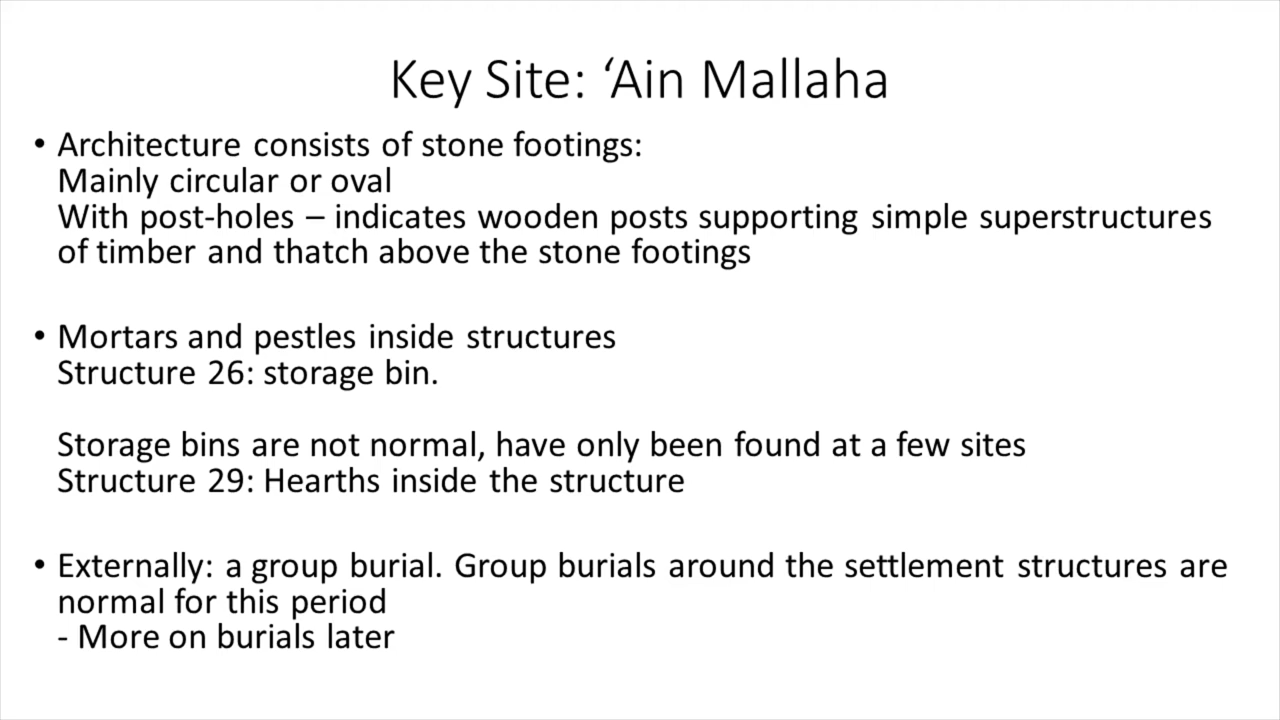 Key Site: ‘Ain Mallaha
• Architecture consists of stone footings:
Mainly circular or oval
With post-holes – indicates wooden posts supporting simple superstructures
of timber and thatch above the stone footings
• Mortars and pestles inside structures
Structure 26: storage bin.
Storage bins are not normal, have only been found at a few sites
Structure 29: Hearths inside the structure
• Externally: a group burial. Group burials around the settlement structures are
normal for this period
- More on burials later